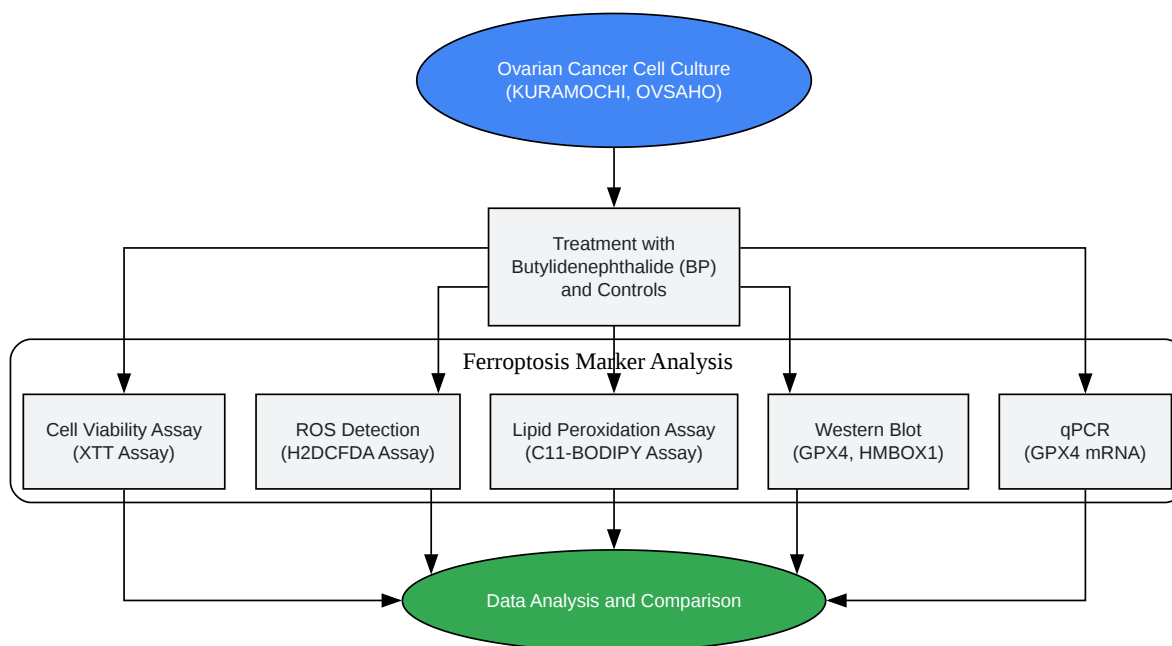 Ovarian Cancer Cell Culture
(KURAMOCHI, OVSAHO)
Treatment with
Butylidenephthalide (BP)
and Controls
Ferroptosis Marker Analysis
Cell Viability Assay
(XTT Assay)
ROS Detection
(H2DCFDA Assay)
Lipid Peroxidation Assay
(C11-BODIPY Assay)
Western Blot
(GPX4, HMBOX1)
qPCR
(GPX4 mRNA)
Data Analysis and Comparison